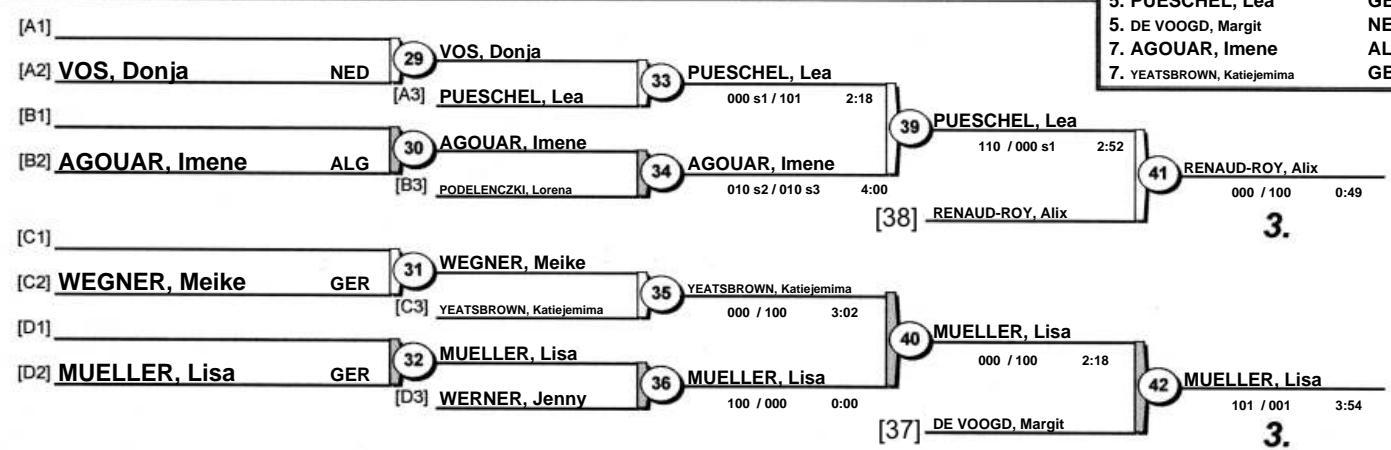 5. PUESCHEL, Lea
5. DE VOOGD, Margit
7. AGOUAR, Imene
7. YEATSBROWN, Katiejemima
[A1]
[A2] VOS, Donja NED
29
VOS, Donja
[A3] PUESCHEL, Lea
33
PUESCHEL, Lea
000 s1 / 101 2:18
[B1]
[B2] AGOUAR, Imene ALG
30
AGOUAR, Imene
[B3] PODELENCZKI, Lorena
34
AGOUAR, Imene
010 s2 / 010 s3 4:00
39
PUESCHEL, Lea
110 / 000 s1 2:52
[38] RENAUD-ROY, Alix
41
RENAUD-ROY, Alix
000 / 100 0:49
3.
[C1]
[C2] WEGNER, Meike GER
31
WEGNER, Meike
[C3] YEATSBROWN, Katiejemima
35
YEATSBROWN, Katiejemima
000 / 100 3:02
[D1]
[D2] MUELLER, Lisa GER
32
MUELLER, Lisa
[D3] WERNER, Jenny
36
MUELLER, Lisa
100 / 000 0:00
40
MUELLER, Lisa
000 / 100 2:18
[37] DE VOOGD, Margit
42
MUELLER, Lisa
101 / 001 3:54
3.